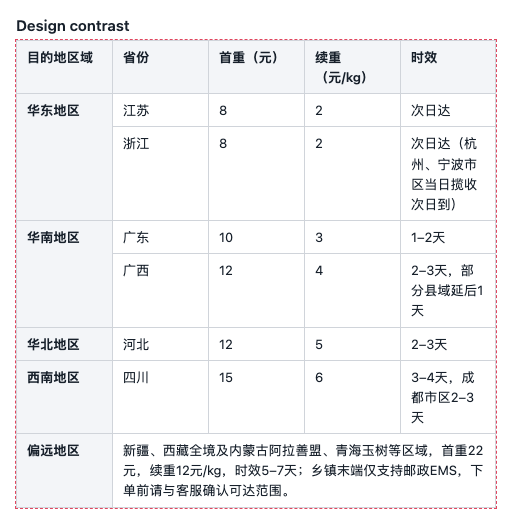 Design contrast
目的地区域 省份 首重（元） 续重（元/kg） 时效
华东地区 江苏 8 2 次日达
浙江 8 2 次日达（杭州、宁波市区当日揽收次日到）
华南地区 广东 10 3 1–2天
广西 12 4 2–3天，部分县域延后1天
华北地区 河北 12 5 2–3天
西南地区 四川 15 6 3–4天，成都市区2–3天
偏远地区 新疆、西藏全境及内蒙古阿拉善盟、青海玉树等区域，首重22
元，续重12元/kg，时效5–7天；乡镇末端仅支持邮政EMS，下
单前请与客服确认可达范围。